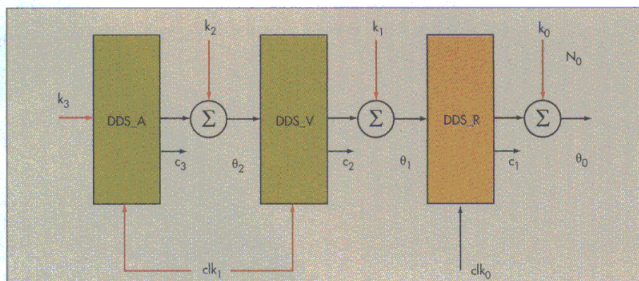 k₂
k₁
k₀
N₀
k₃
DDS_A
Σ
DDS_V
Σ
DDS_R
Σ
c₃
θ₂
c₂
θ₁
c₁
θ₀
clk₁
clk₀